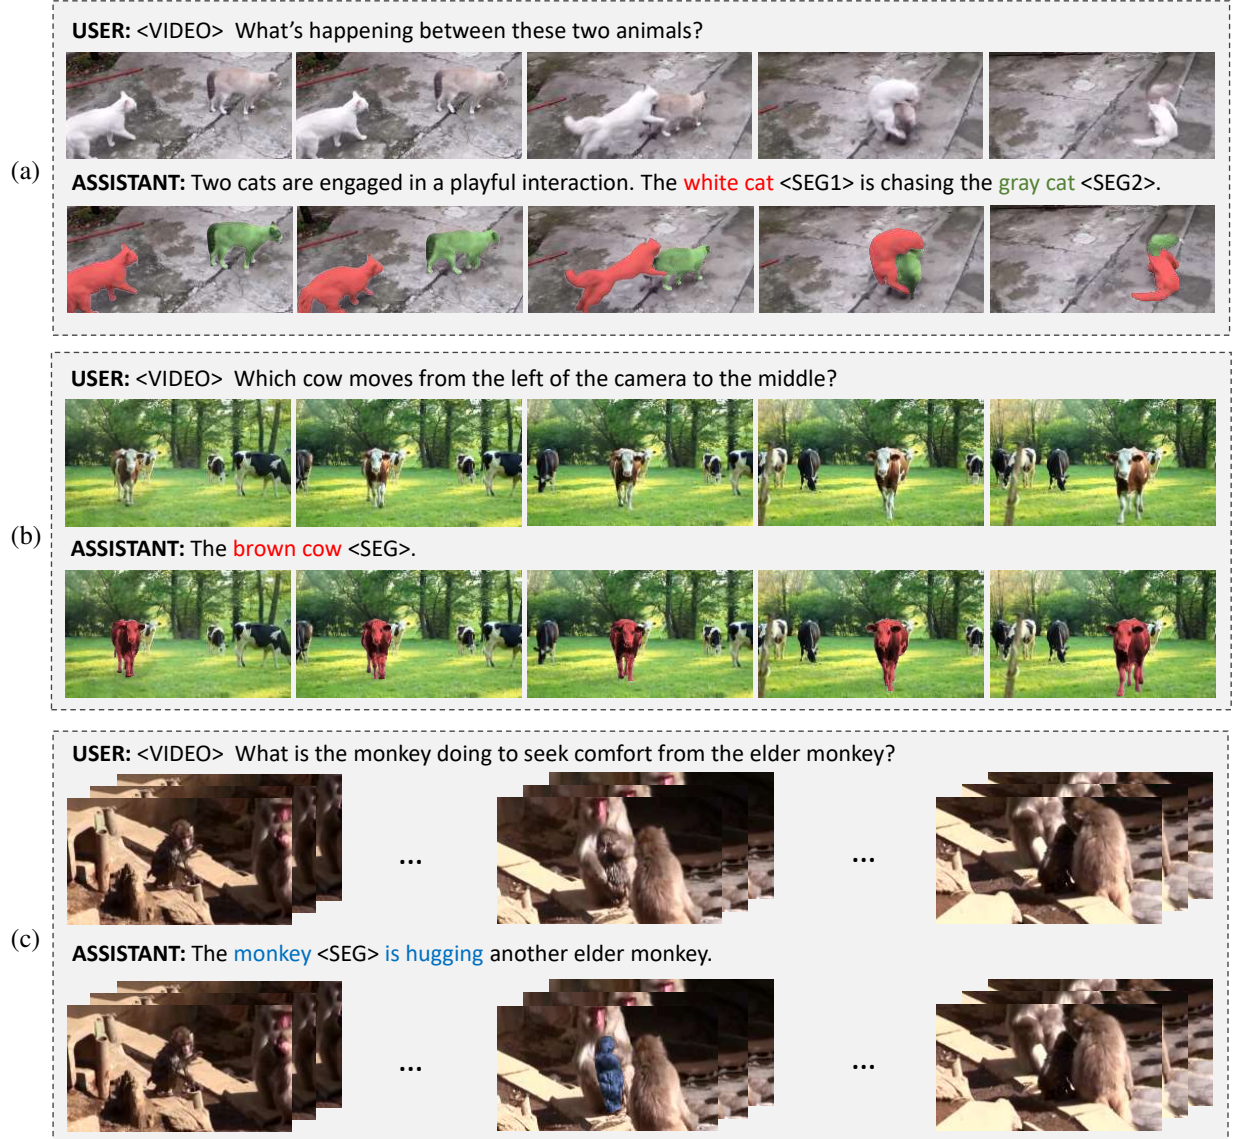 USER: <VIDEO> What's happening between these two animals?
(a)
ASSISTANT: Two cats are engaged in a playful interaction. The white cat <SEG1> is chasing the gray cat <SEG2>.
USER: <VIDEO> Which cow moves from the left of the camera to the middle?
(b)
ASSISTANT: The brown cow <SEG>.
USER: <VIDEO> What is the monkey doing to seek comfort from the elder monkey?
... ...
(c)
ASSISTANT: The monkey <SEG> is hugging another elder monkey.
... ...